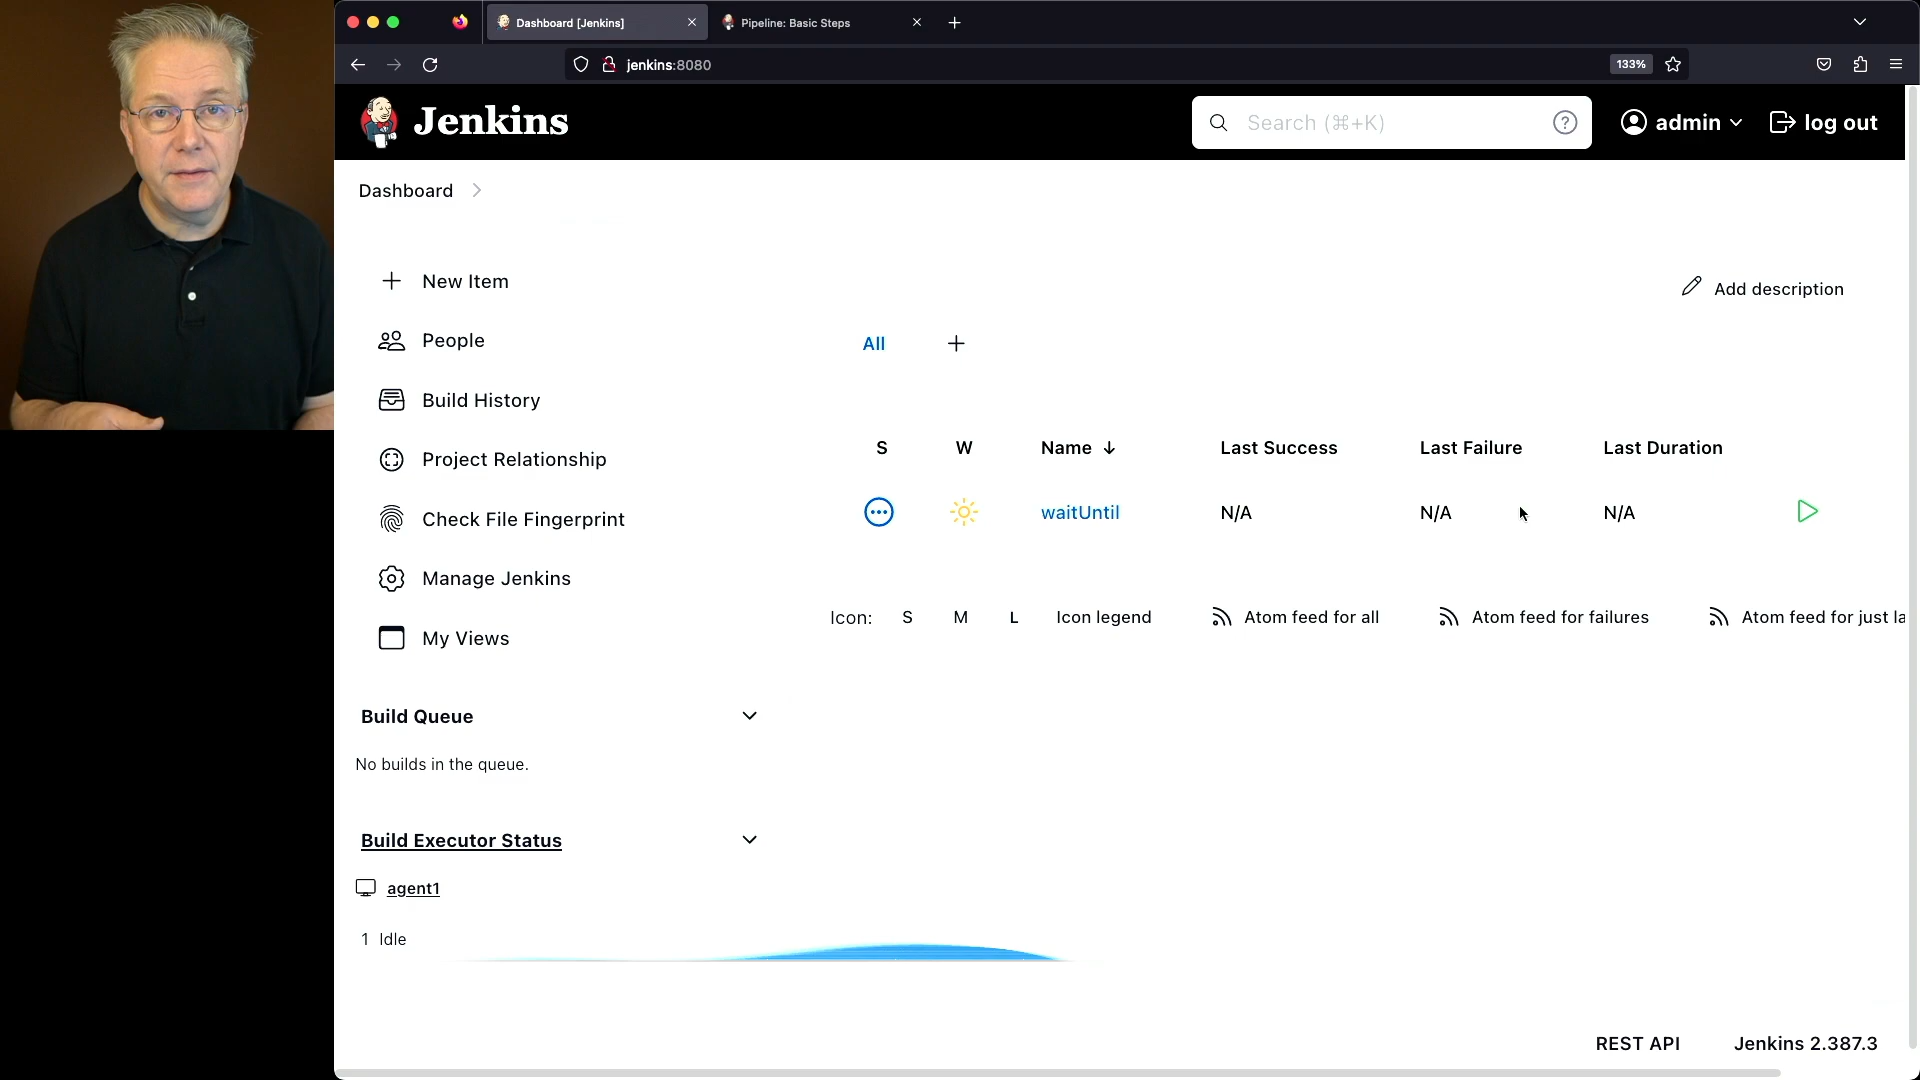 Dashboard [Jenkins]
Pipeline: Basic Steps
jenkins:8080
133%
Jenkins
Search (⌘+K)
admin
log out
Dashboard
New Item
Add description
People
All
Build History
S W Name ↓ Last Success Last Failure Last Duration
Project Relationship
waitUntil N/A N/A N/A
Check File Fingerprint
Manage Jenkins
Icon: S M L Icon legend Atom feed for all Atom feed for failures Atom feed for just la
My Views
Build Queue
No builds in the queue.
Build Executor Status
agent1
1 Idle
REST API Jenkins 2.387.3